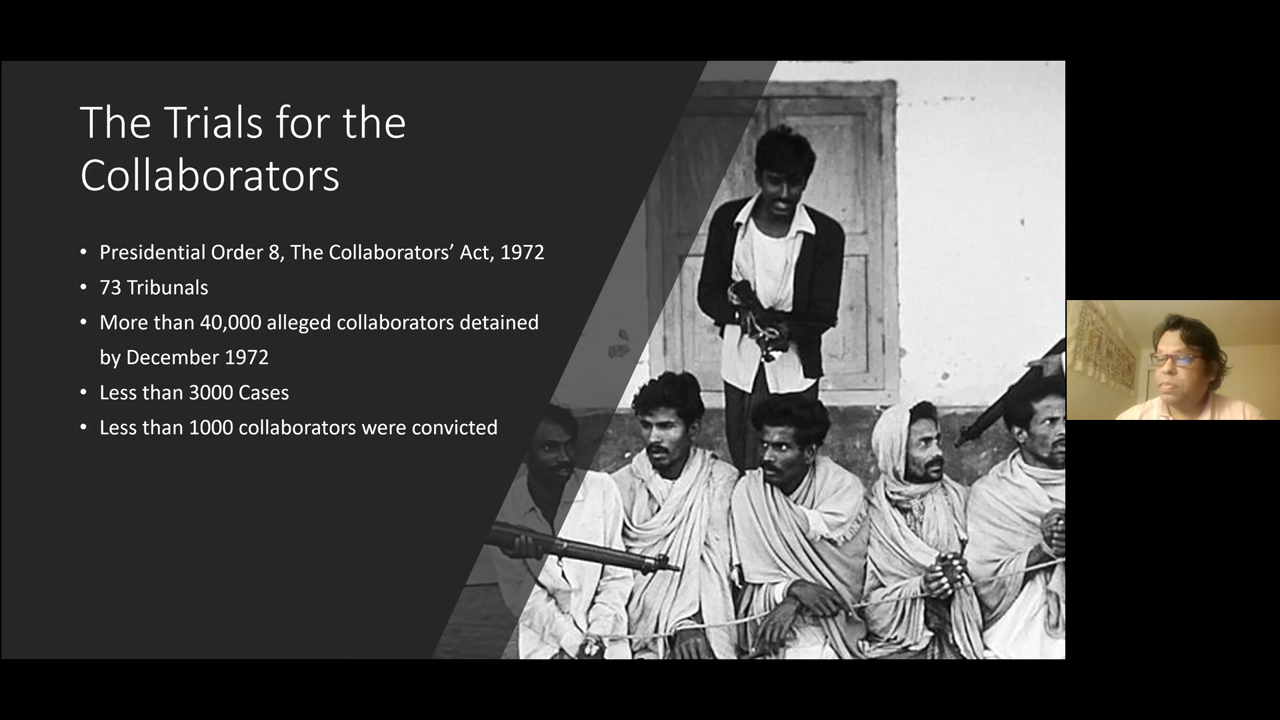 The Trials for the
Collaborators
• Presidential Order 8, The Collaborators’ Act, 1972
• 73 Tribunals
• More than 40,000 alleged collaborators detained
by December 1972
• Less than 3000 Cases
• Less than 1000 collaborators were convicted